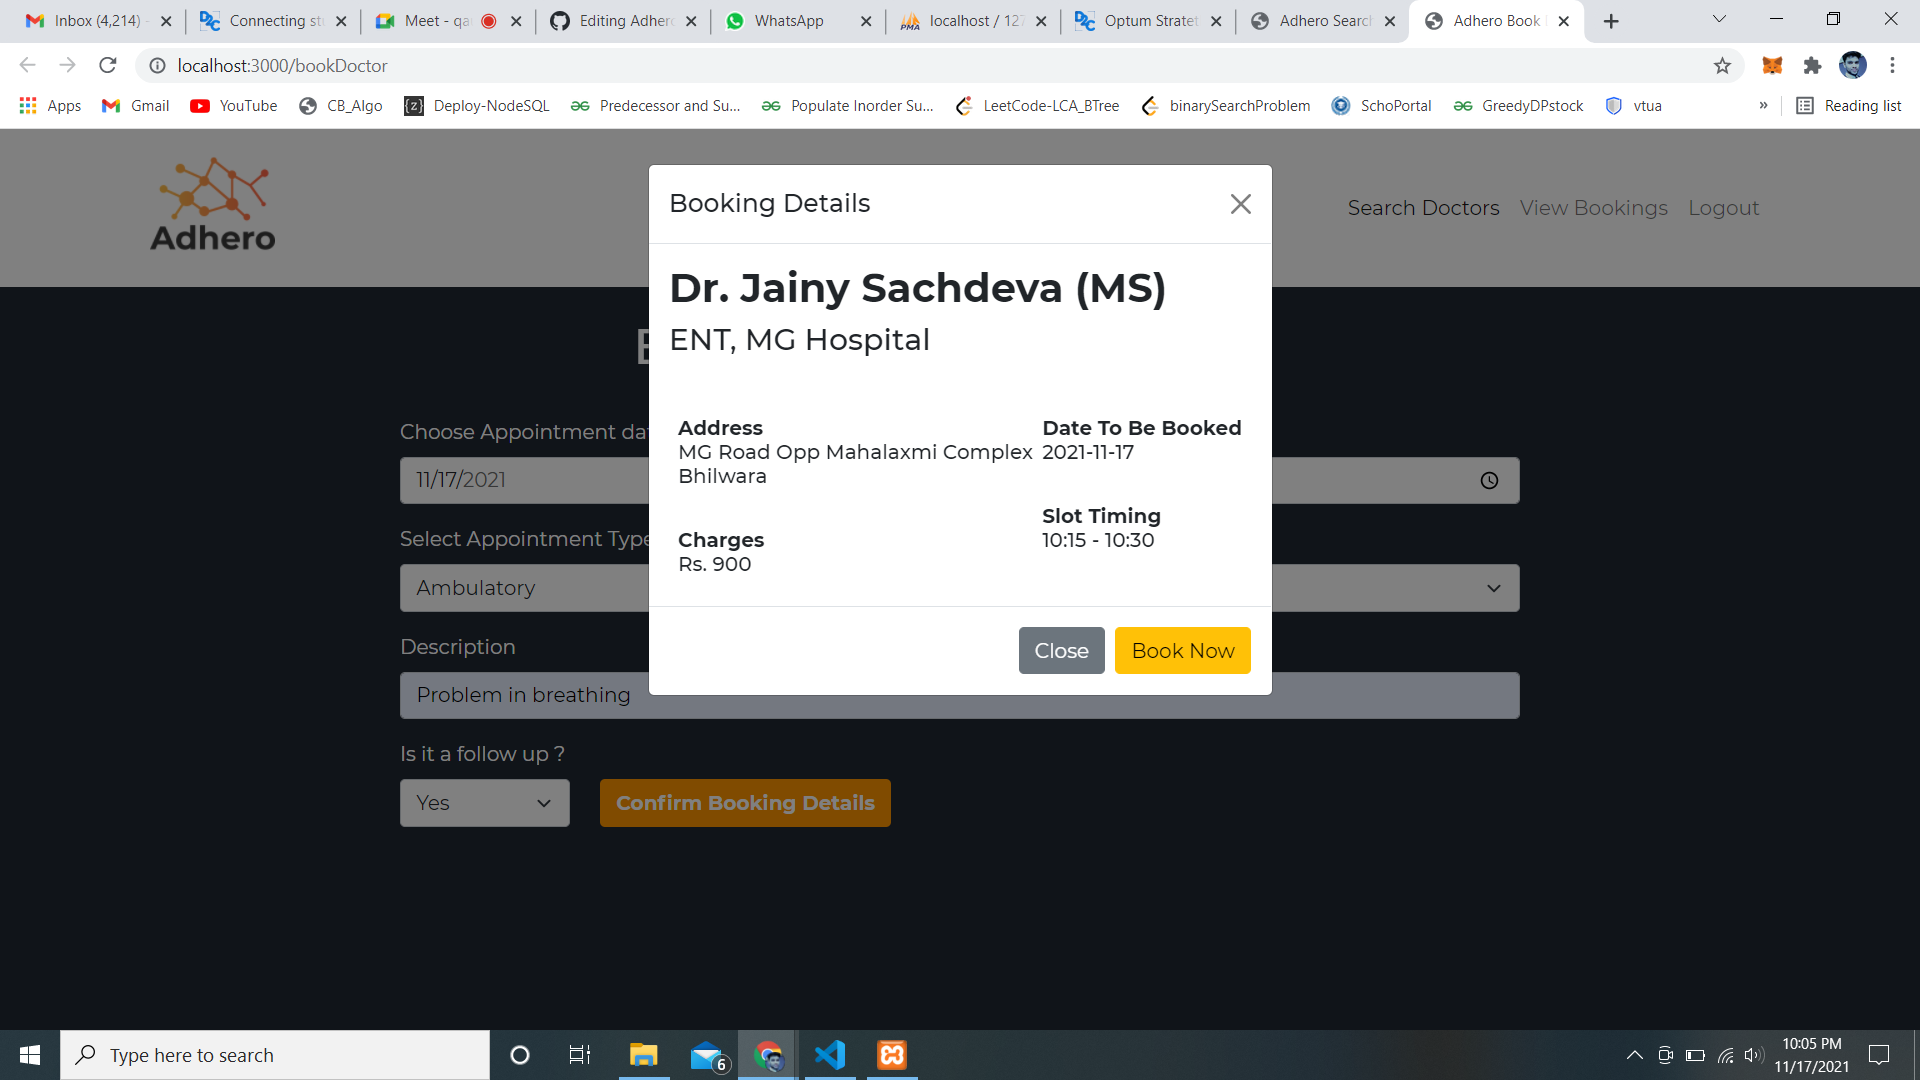 Inbox (4,214) -
Connecting stu
Meet - qa
Editing Adhero
WhatsApp
localhost / 127
Optum Stratet
Adhero Search
Adhero Book
localhost:3000/bookDoctor
Apps
Gmail
YouTube
CB_Algo
Deploy-NodeSQL
Predecessor and Su...
Populate Inorder Su...
LeetCode-LCA_BTree
binarySearchProblem
SchoPortal
GreedyDPstock
vtua
»
Reading list
Adhero
Search Doctors
View Bookings
Logout
Booking Details
Dr. Jainy Sachdeva (MS)
ENT, MG Hospital
Address
MG Road Opp Mahalaxmi Complex
Bhilwara
Date To Be Booked
2021-11-17
Slot Timing
10:15 - 10:30
Charges
Rs. 900
Close
Book Now
Choose Appointment da
11/17/2021
Select Appointment Type
Ambulatory
Description
Problem in breathing
Is it a follow up ?
Yes
Confirm Booking Details
Type here to search
6
10:05 PM
11/17/2021